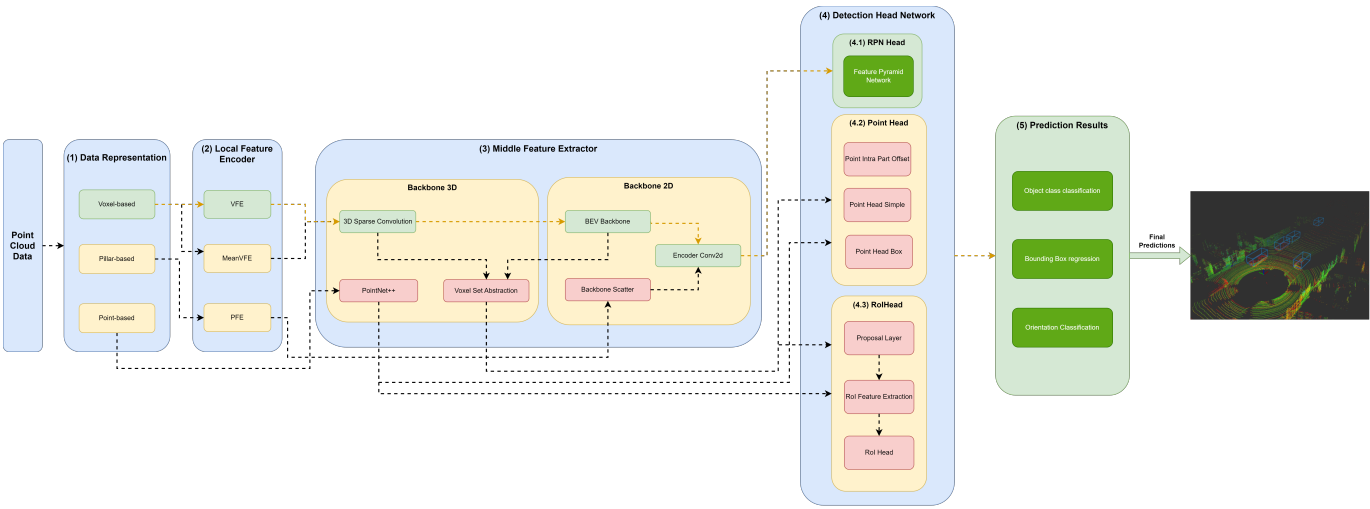 Point
Cloud
Data
(1) Data Representation
Voxel-based
Pillar-based
Point-based
(2) Local Feature
Encoder
VFE
MeanVFE
PFE
(3) Middle Feature Extractor
Backbone 3D
3D Sparse Convolution
PointNet++
Voxel Set Abstraction
Backbone 2D
BEV Backbone
Encoder Conv2d
Backbone Scatter
(4) Detection Head Network
(4.1) RPN Head
Feature Pyramid
Network
(4.2) Point Head
Point Intra Part Offset
Point Head Simple
Point Head Box
(4.3) RoIHead
Proposal Layer
RoI Feature Extraction
RoI Head
(5) Prediction Results
Object class classification
Bounding Box regression
Orientation Classification
Final
Predictions